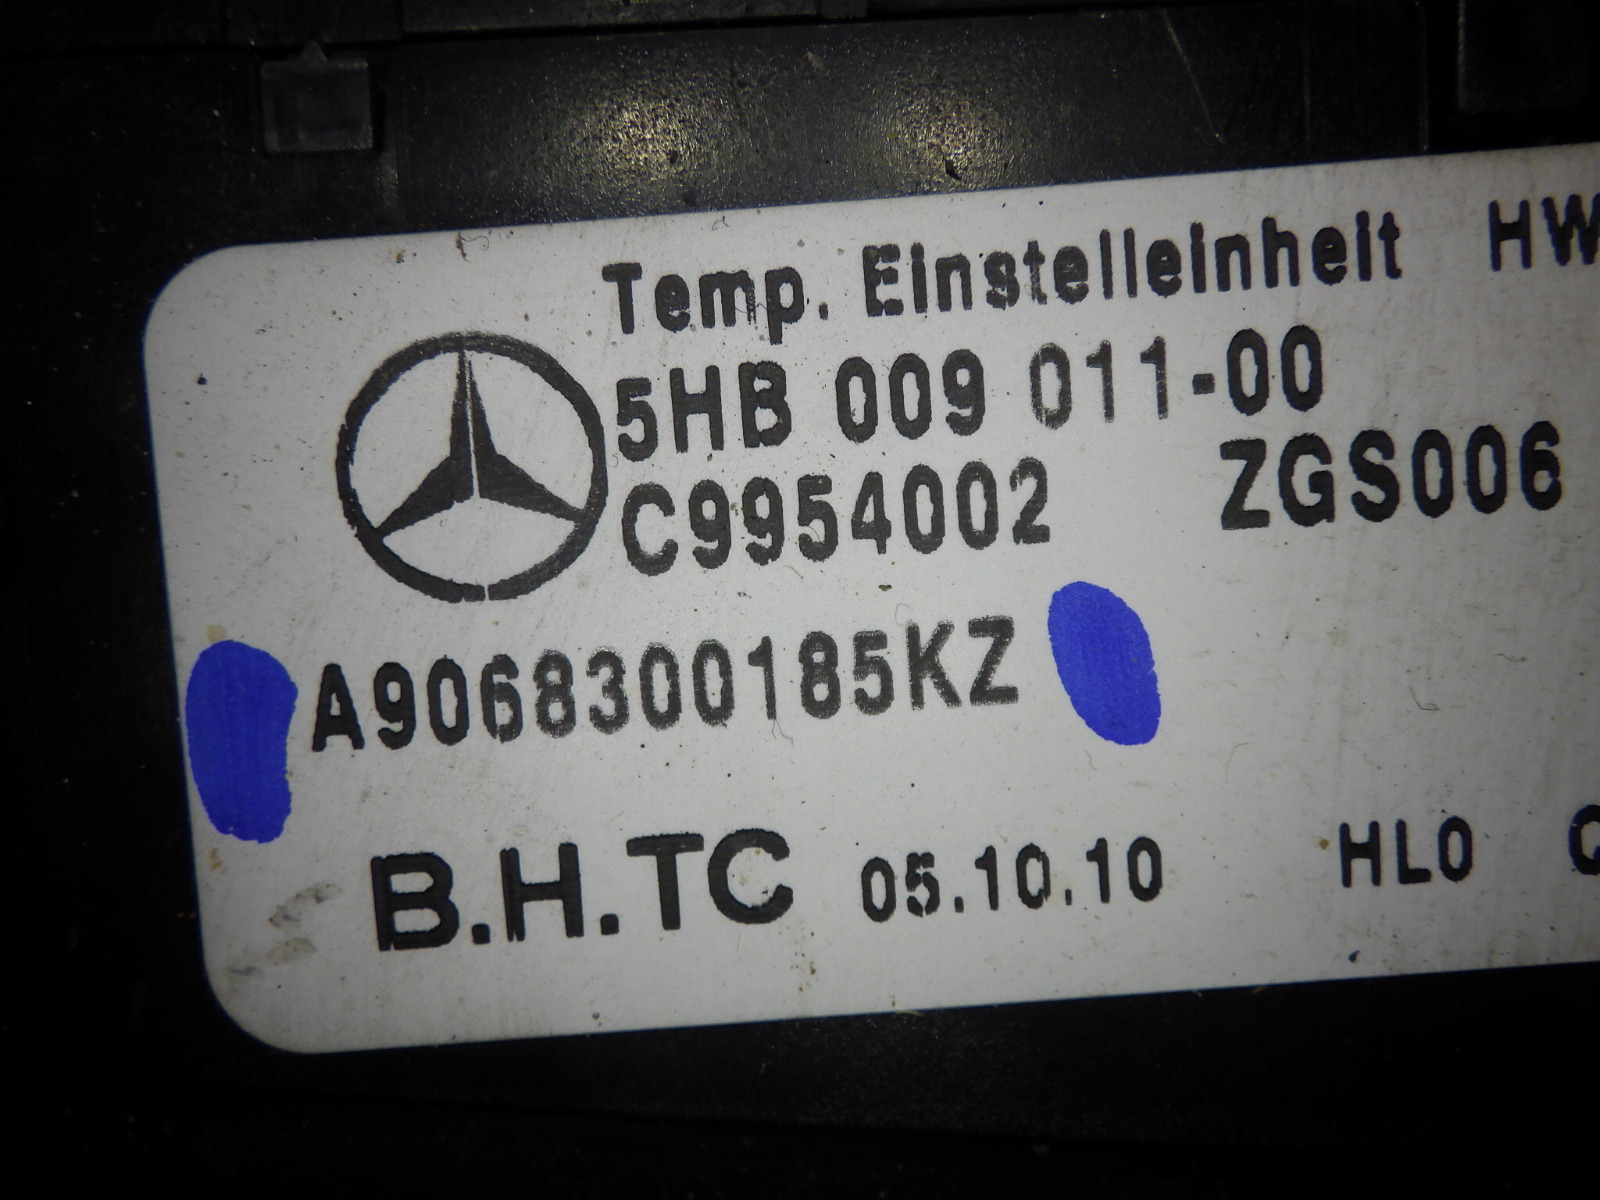 Temp. Einstelleinheit HW
5HB 009 011-00
C9954002 ZGS006
A9068300185KZ
B.H.TC 05.10.10 HL0